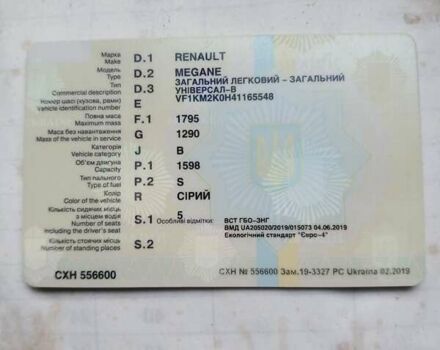 Марка
Make D.1 RENAULT
Модель
Type D.2 MEGANE
Тип ЗАГАЛЬНИЙ ЛЕГКОВИЙ - ЗАГАЛЬНИЙ
Commercial description D.3 УНІВЕРСАЛ-В
Номер шасі (кузова, рами)
Vehicle identification number E VF1KM2K0H41165548
Повна маса
Maximum mass F.1 1795
Маса без навантаження
Mass of the vehicle in service G 1290
Категорія
Vehicle category J B
Об'єм двигуна
Capacity P.1 1598
Тип пального
Type of fuel P.2 S
Колір
Color of the vehicle R СІРИЙ
Кількість сидячих місць
з місцем водія 5
Number of seats S.1 Особливі відмітки: ВСТ ГБО-ЗНГ
including the driver's seat ВМД UA205020/2019/015073 04.06.2019
Кількість стоячих місць Екологічний стандарт "Євро-4"
Number of standing places S.2
СХН 556600 СХН № 556600 Зам.19-3327 PC Ukraina 02.2019